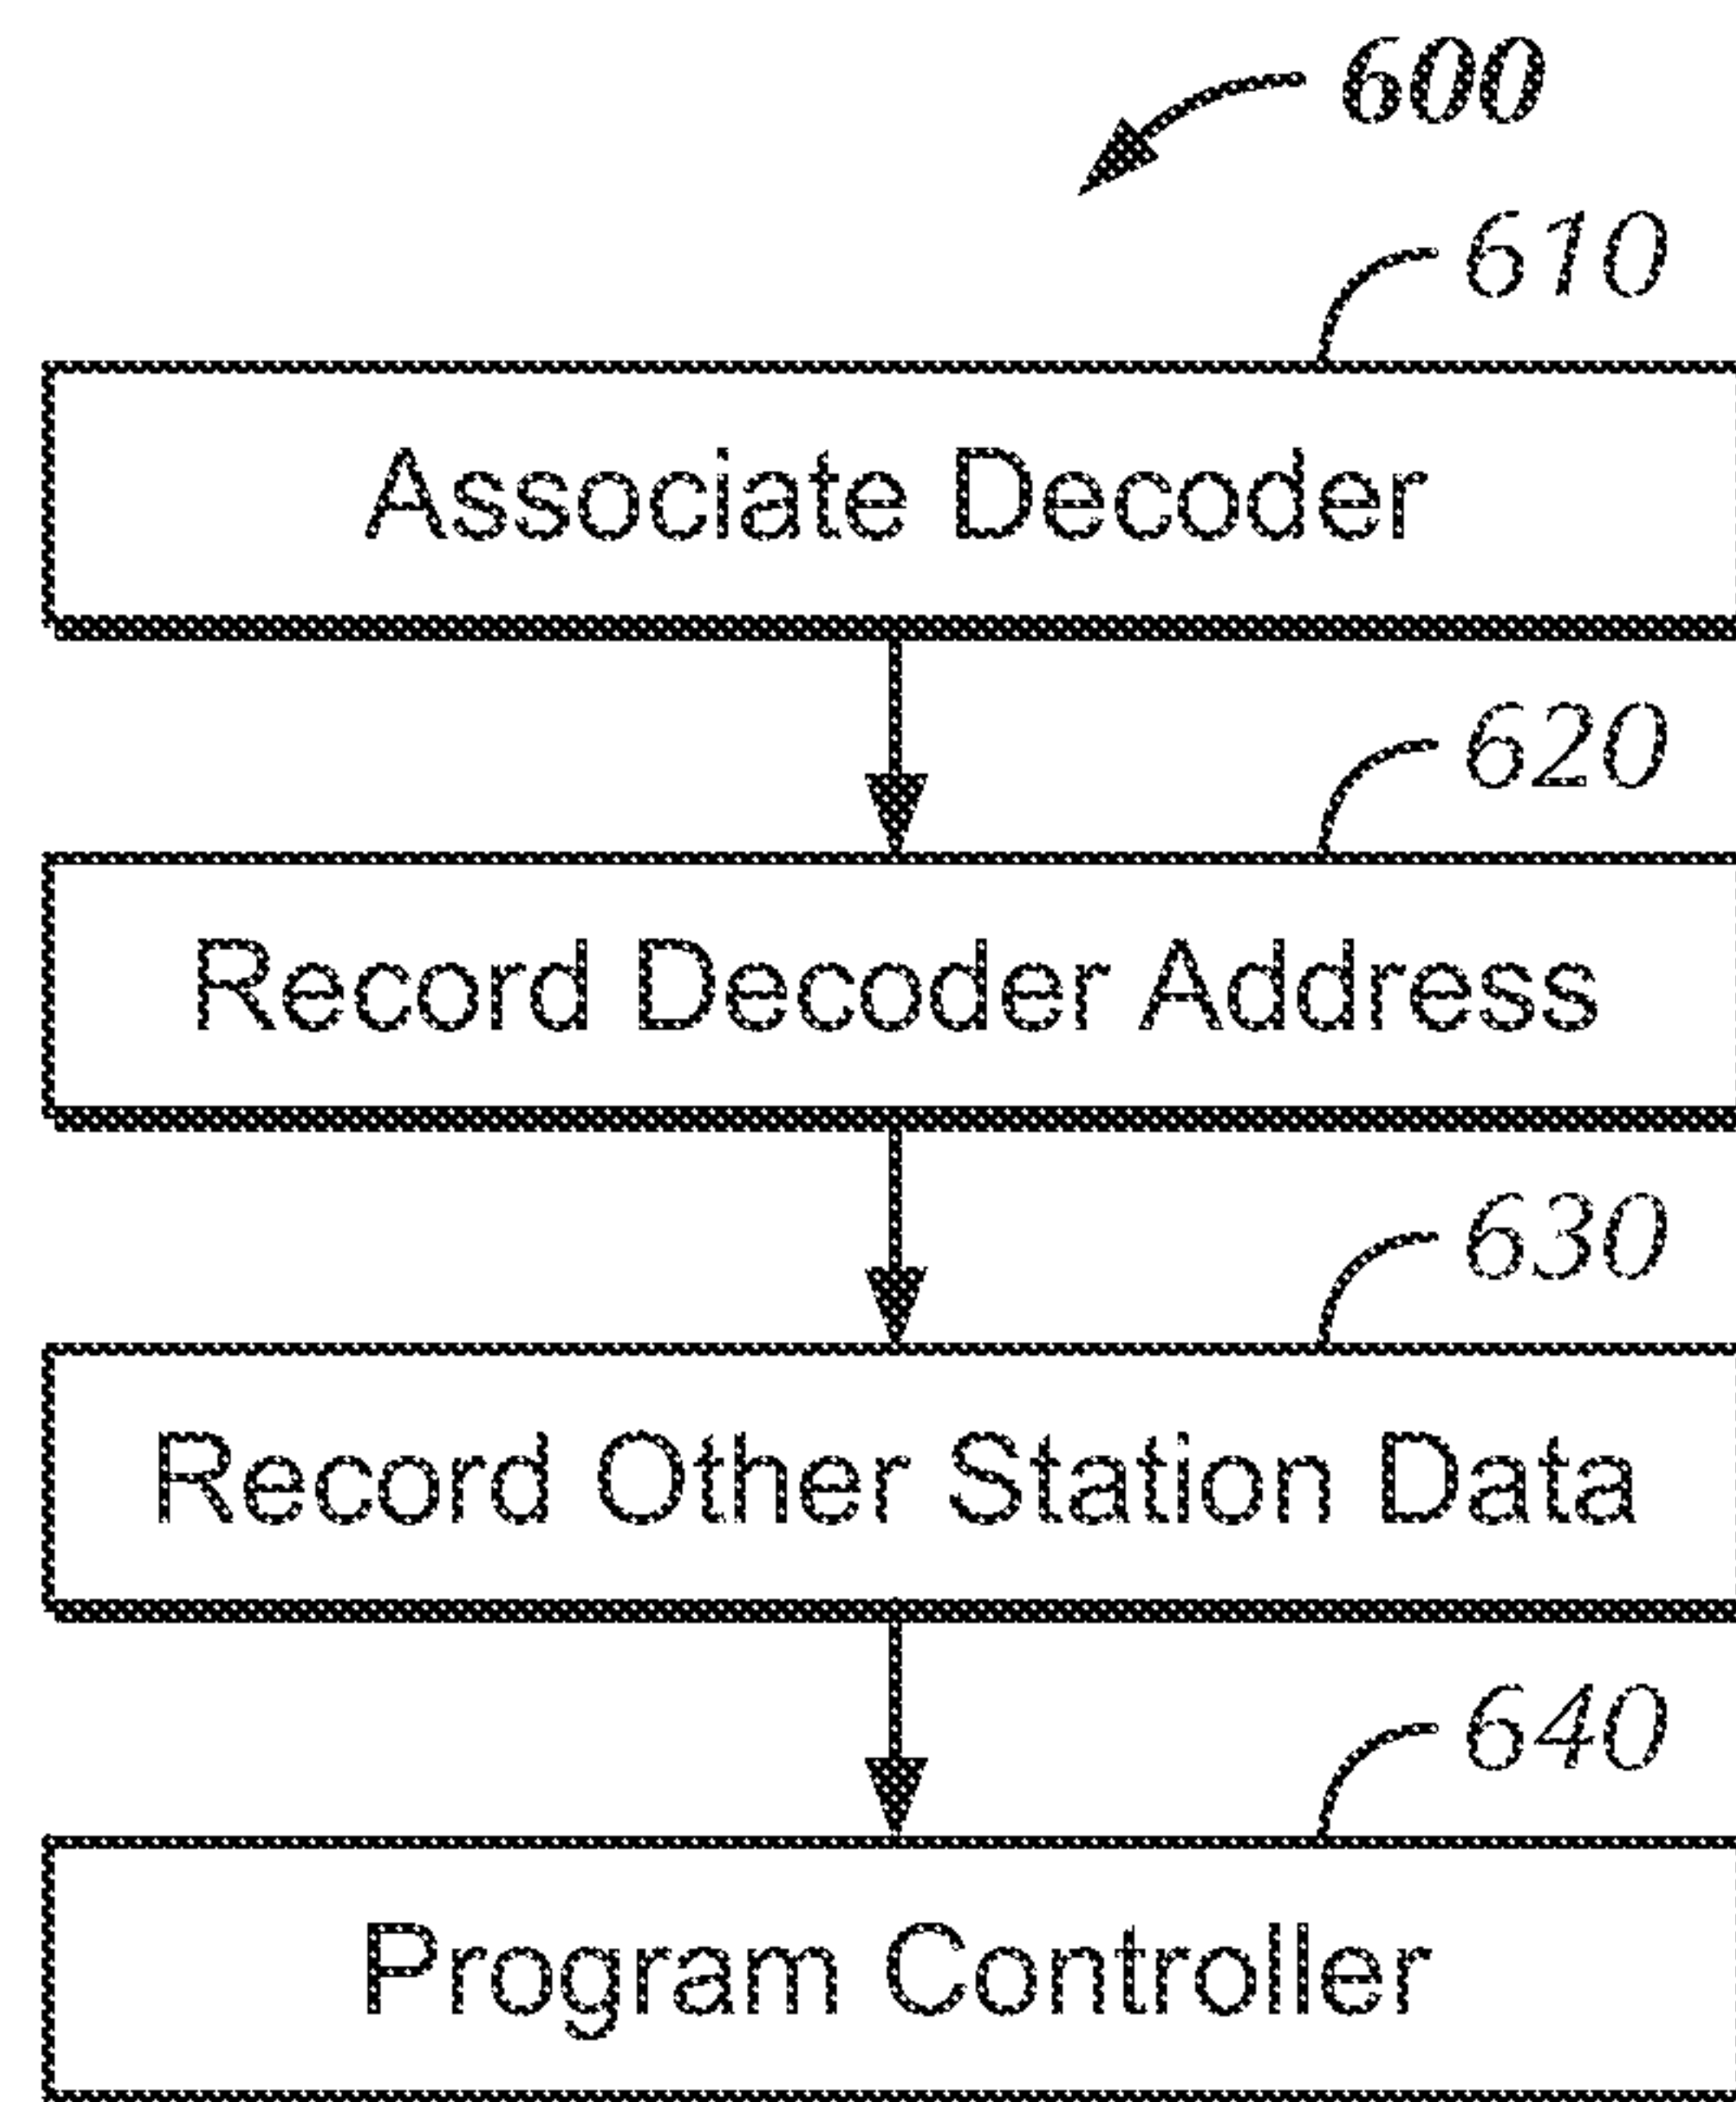 600
610
Associate Decoder
620
Record Decoder Address
630
Record Other Station Data
640
Program Controller